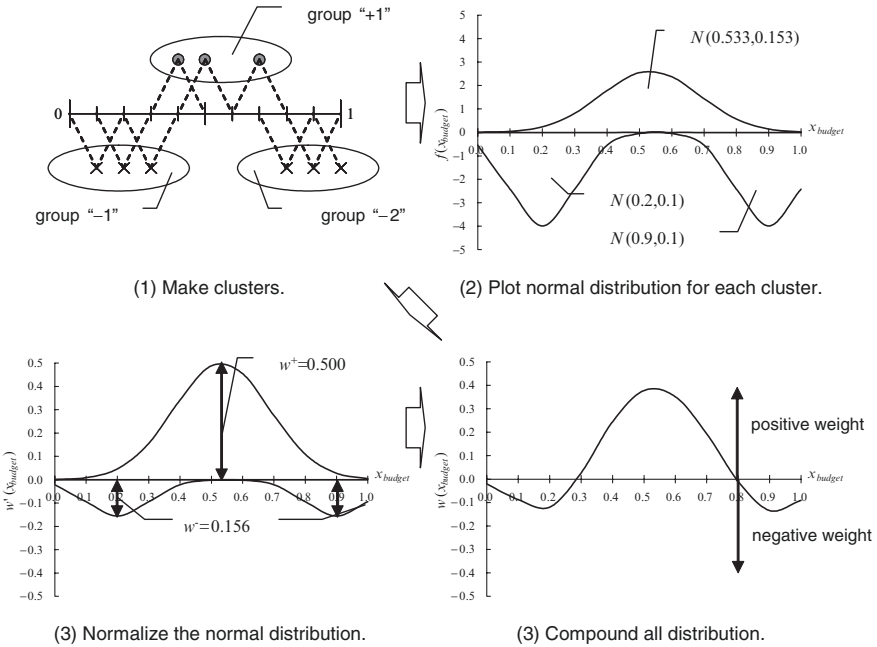 group “+1”
0
1
group “−1”
group “−2”
(1) Make clusters.
5
4
3
2
1
0
−1
−2
−3
−4
−5
f(x_budget)
0.0 0.1 0.2 0.3 0.4 0.5 0.6 0.7 0.8 0.9 1.0
x_budget
N(0.533,0.153)
N(0.2,0.1)
N(0.9,0.1)
(2) Plot normal distribution for each cluster.
0.5
0.4
0.3
0.2
0.1
0.0
−0.1
−0.2
−0.3
−0.4
−0.5
w' (x_budget)
0.0 0.1 0.2 0.3 0.4 0.5 0.6 0.7 0.8 0.9 1.0
x_budget
w⁺=0.500
w⁻=0.156
(3) Normalize the normal distribution.
0.5
0.4
0.3
0.2
0.1
0.0
−0.1
−0.2
−0.3
−0.4
−0.5
w (x_budget)
0.0 0.1 0.2 0.3 0.4 0.5 0.6 0.7 0.8 0.9 1.0
x_budget
positive weight
negative weight
(3) Compound all distribution.